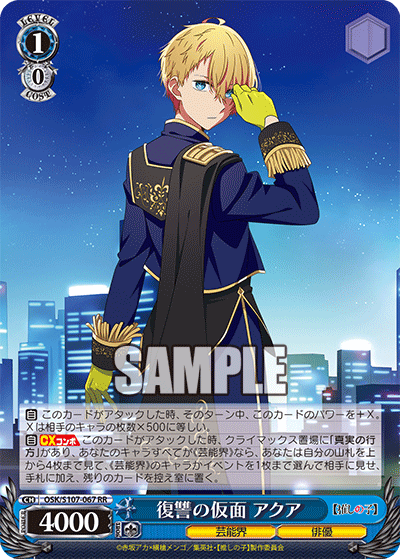 LEVEL
1
0
COST
SAMPLE
自 このカードがアタックした時、そのターン中、このカードのパワーを+X。
Xは相手のキャラの枚数×500に等しい。
自 CXコンボ このカードがアタックした時、クライマックス置場に「真実の行
方」があり、あなたのキャラすべてが《芸能界》なら、あなたは自分の山札を上
から4枚まで見て、《芸能界》のキャラかイベントを1枚まで選んで相手に見せ、
手札に加え、残りのカードを控え室に置く。
OSK/S107-067 RR
4000
復讐の仮面 アクア
【推しの子】
芸能界
俳優
©赤坂アカ×横槍メンゴ／集英社・【推しの子】製作委員会